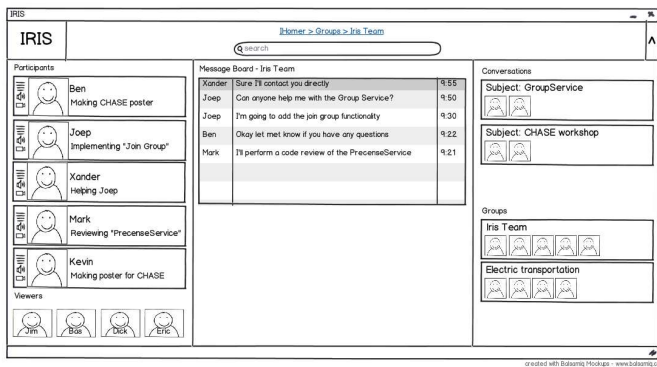 IRIS
IRIS
IHomer > Groups > Iris Team
search
^
Participants
Ben
Making CHASE poster
Joep
Implementing "Join Group"
Xander
Helping Joep
Mark
Reviewing "PrecenseService"
Kevin
Making poster for CHASE
Viewers
Jim Bas Dick Eric
Message Board - Iris Team
Xander Sure I'll contact you directly 9:55
Joep Can anyone help me with the Group Service? 9:50
Joep I'm going to add the join group functionality 9:30
Ben Okay let met know if you have any questions 9:22
Mark I'll perform a code review of the PrecenseService 9:21
Conversations
Subject: GroupService
Subject: CHASE workshop
Groups
Iris Team
Electric transportation
created with Balsamiq Mockups - www.balsamiq.c